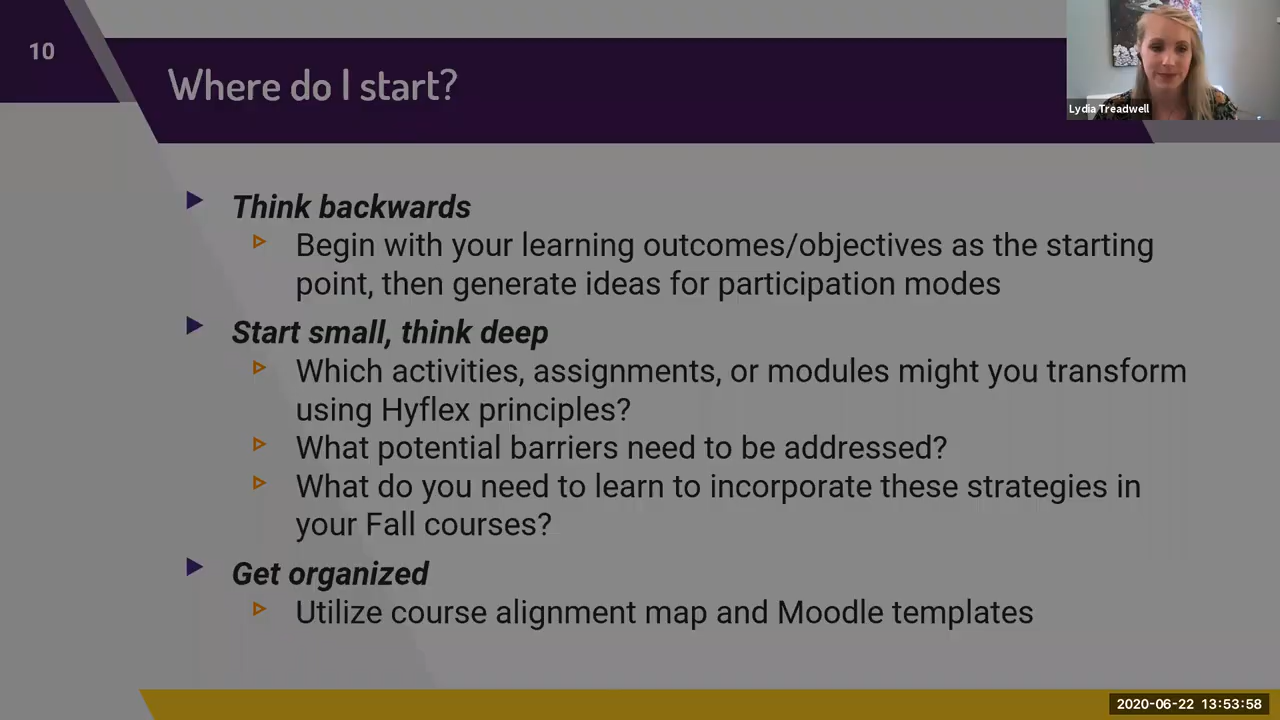 10
Where do I start?
Lydia Treadwell
Think backwards
Begin with your learning outcomes/objectives as the starting
point, then generate ideas for participation modes
Start small, think deep
Which activities, assignments, or modules might you transform
using Hyflex principles?
What potential barriers need to be addressed?
What do you need to learn to incorporate these strategies in
your Fall courses?
Get organized
Utilize course alignment map and Moodle templates
2020-06-22 13:53:58